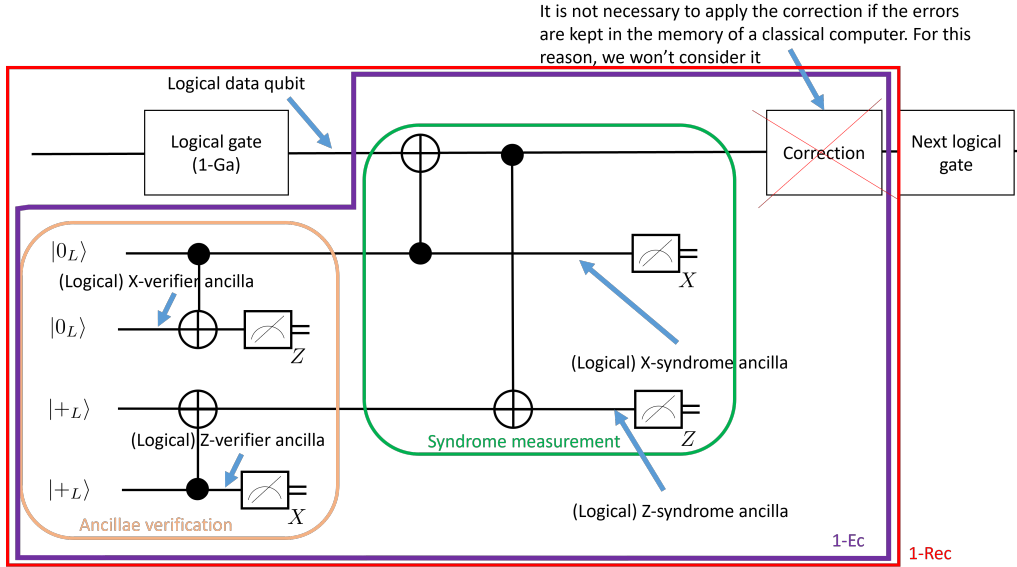 It is not necessary to apply the correction if the errors
are kept in the memory of a classical computer. For this
reason, we won’t consider it
Logical data qubit
Logical gate
(1-Ga)
Correction
Next logical
gate
|0_L⟩
X
(Logical) X-verifier ancilla
|0_L⟩
Z
(Logical) X-syndrome ancilla
|+_L⟩
Z
(Logical) Z-verifier ancilla
Syndrome measurement
|+_L⟩
X
(Logical) Z-syndrome ancilla
Ancillae verification
1-Ec
1-Rec